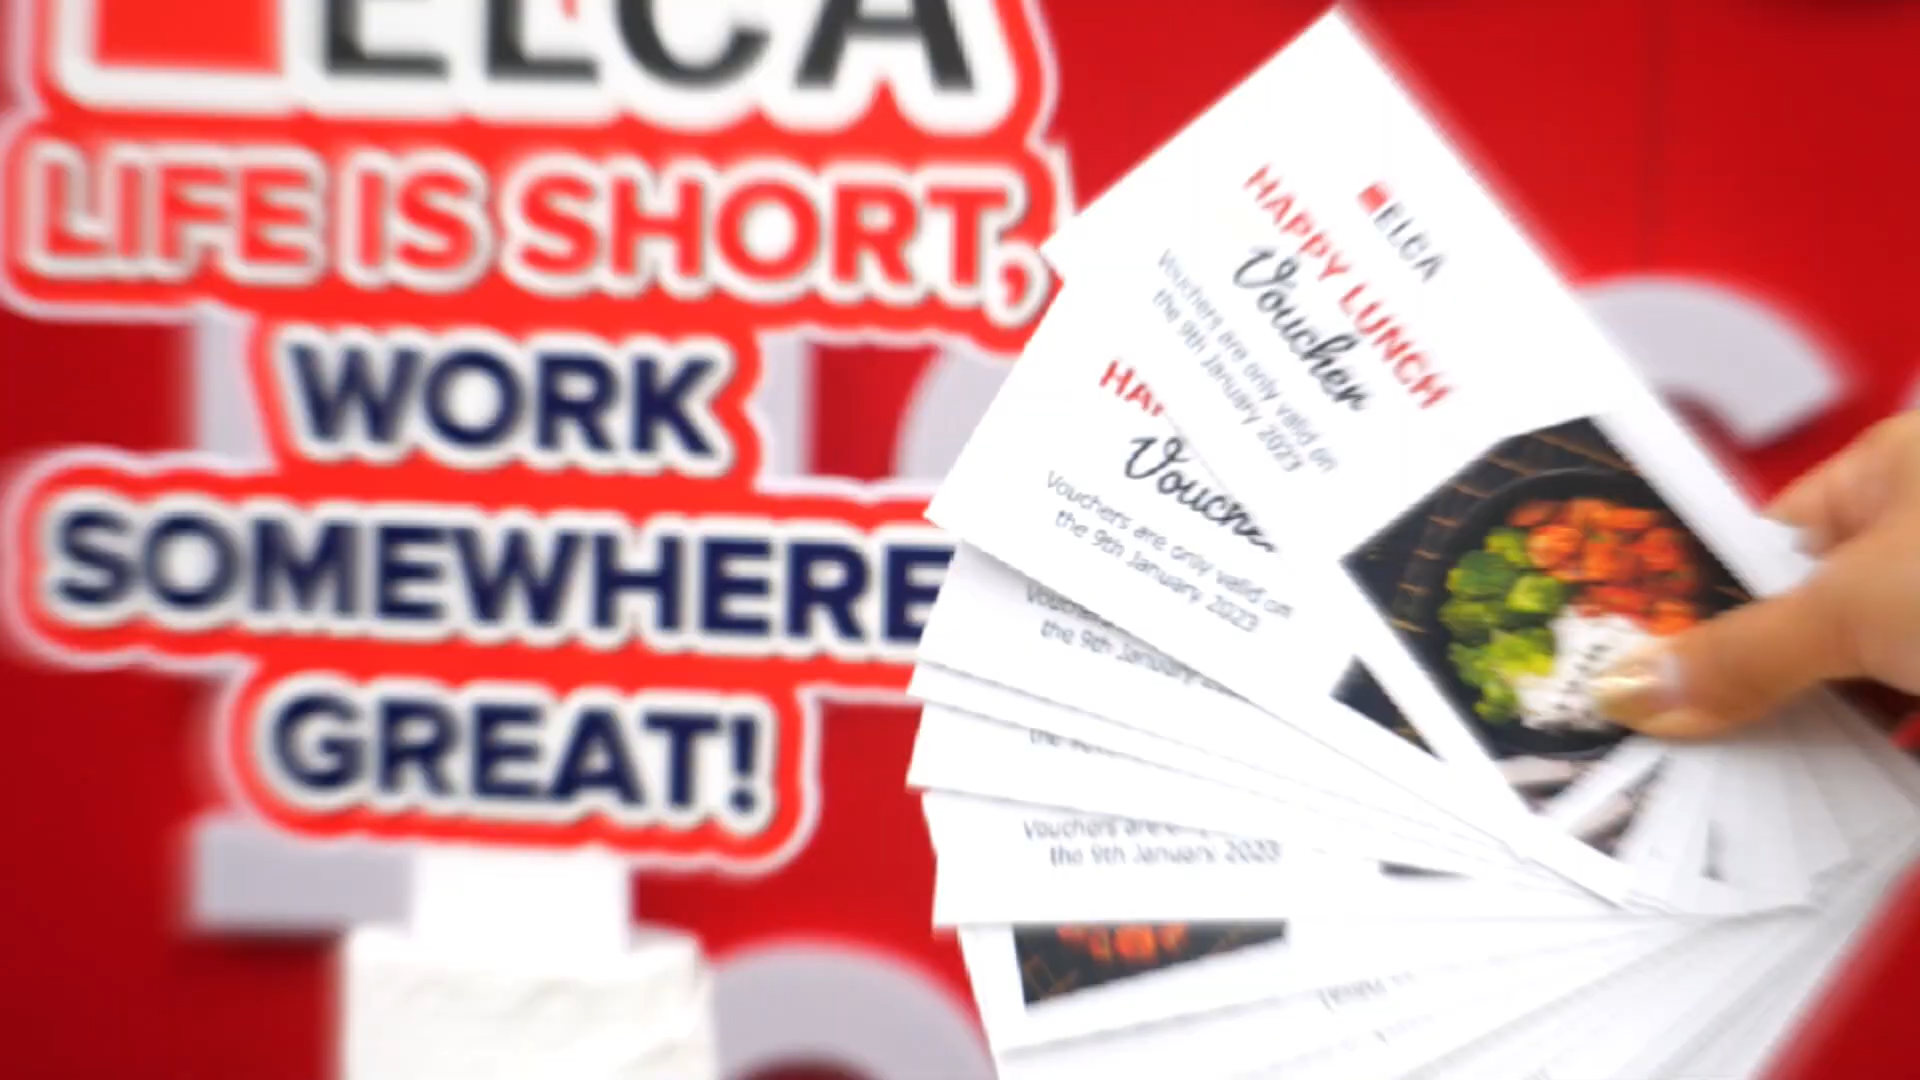 ELCA
LIFE IS SHORT,
WORK
SOMEWHERE
GREAT!
ELCA
HAPPY LUNCH
Voucher
Vouchers are only valid on
the 9th January 2023
Vouchers are only valid on
the 9th January 2023
the 9th January
Vouchers are
the 9th January 2023